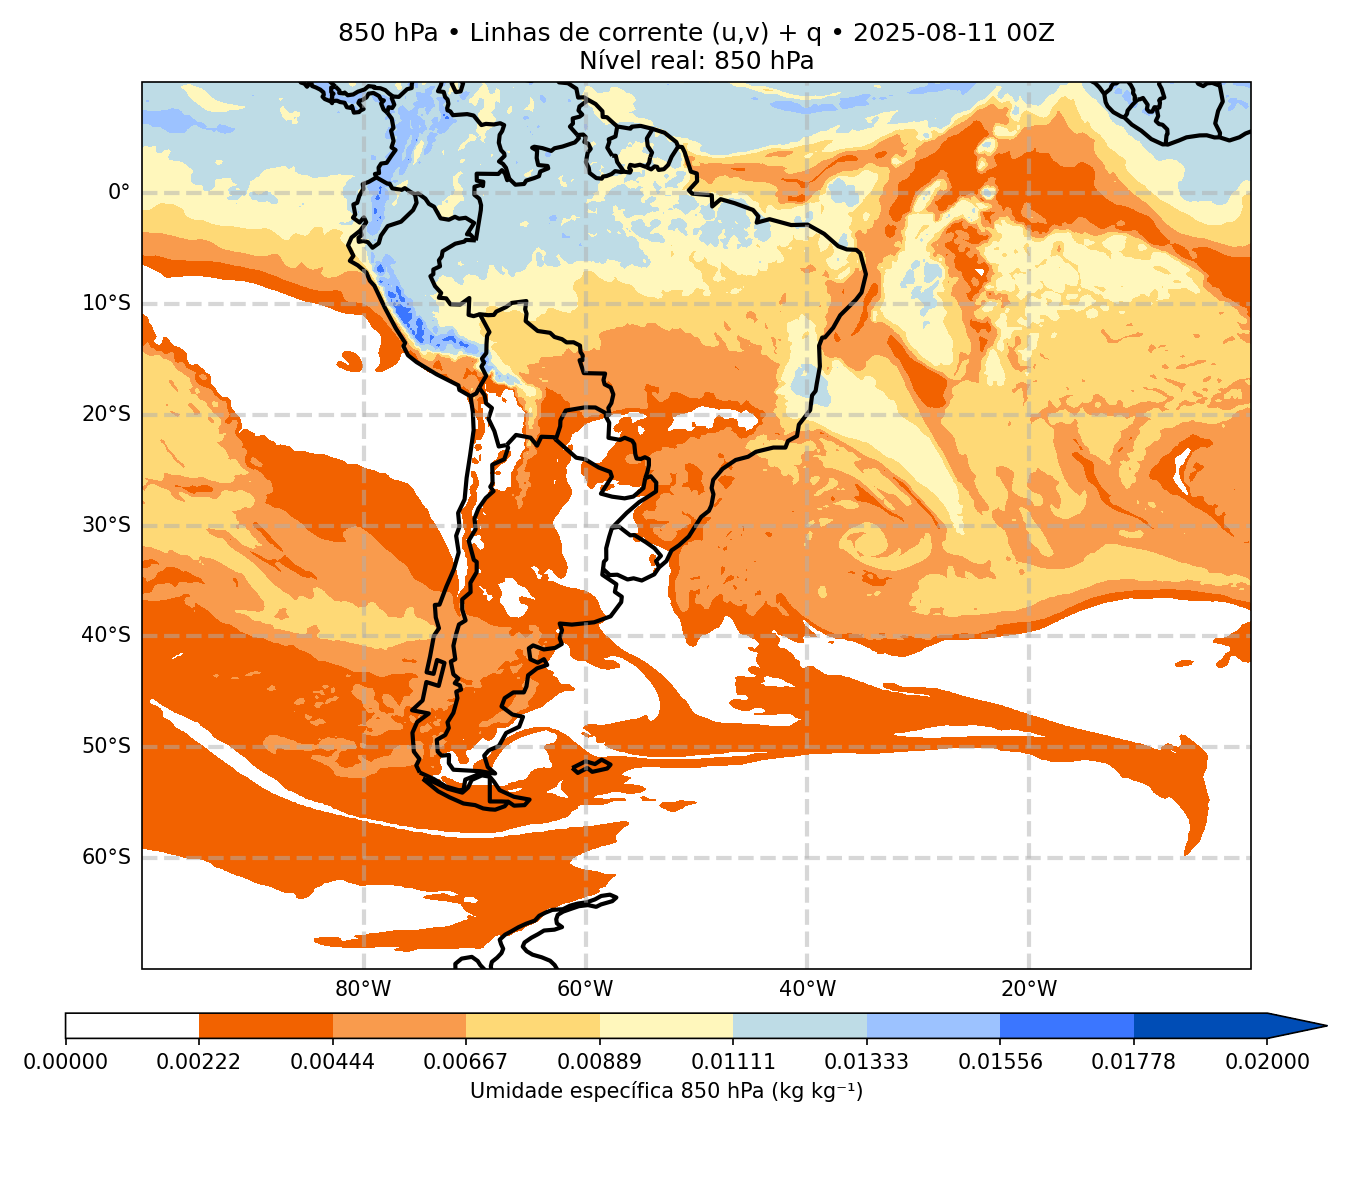 850 hPa • Linhas de corrente (u,v) + q • 2025-08-11 00Z
Nível real: 850 hPa
0°
10°S
20°S
30°S
40°S
50°S
60°S
80°W 60°W 40°W 20°W
0.00000 0.00222 0.00444 0.00667 0.00889 0.01111 0.01333 0.01556 0.01778 0.02000
Umidade específica 850 hPa (kg kg⁻¹)